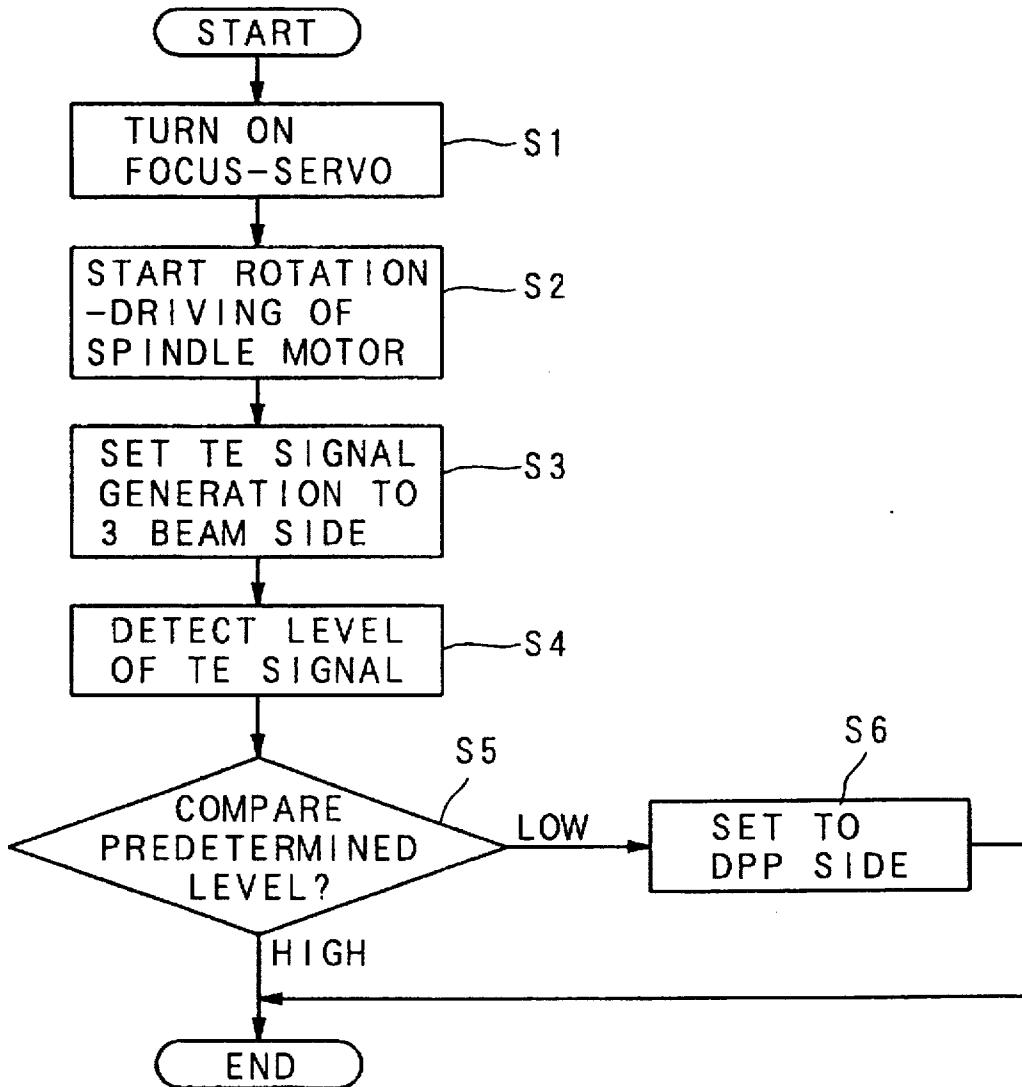 START
TURN ON
FOCUS-SERVO
S1
START ROTATION
-DRIVING OF
SPINDLE MOTOR
S2
SET TE SIGNAL
GENERATION TO
3 BEAM SIDE
S3
DETECT LEVEL
OF TE SIGNAL
S4
COMPARE
PREDETERMINED
LEVEL?
S5
LOW
SET TO
DPP SIDE
S6
HIGH
END